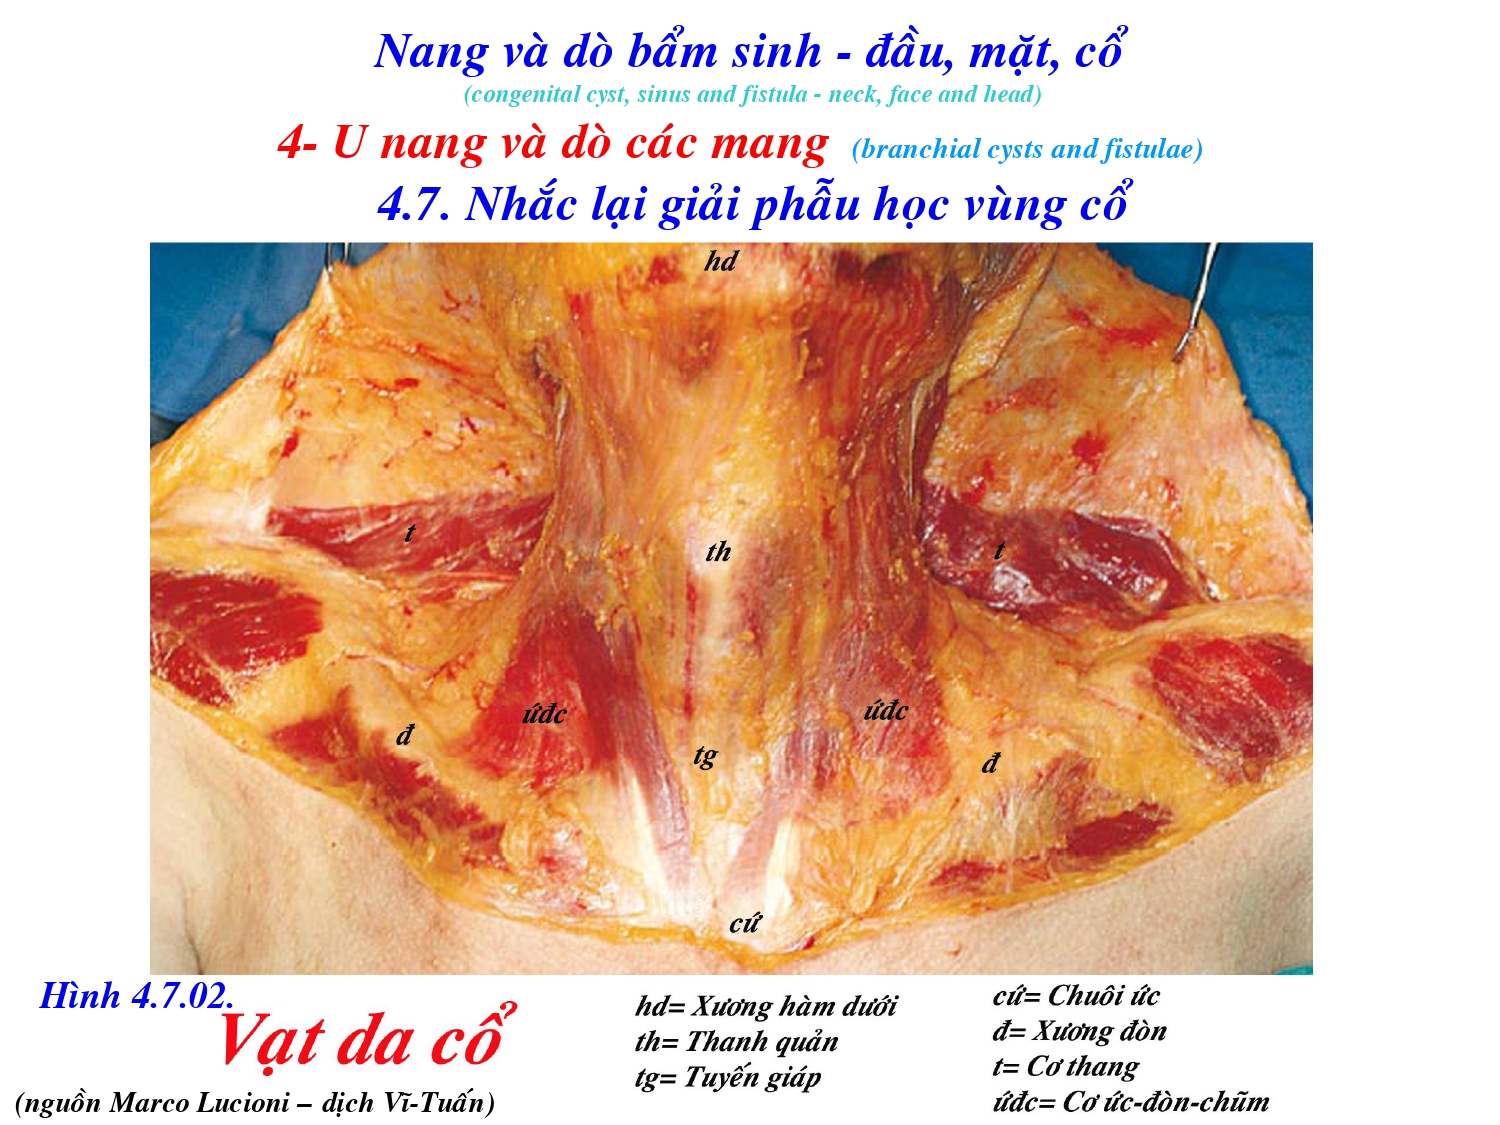 Nang và dò bẩm sinh - đầu, mặt, cổ
(congenital cyst, sinus and fistula - neck, face and head)
4- U nang và dò các mang (branchial cysts and fistulae)
4.7. Nhắc lại giải phẫu học vùng cổ
hd
t
th
t
ứđc
ứđc
đ
tg
đ
cứ
Hình 4.7.02.
Vạt da cổ
(nguồn Marco Lucioni – dịch Vĩ-Tuấn)
hd= Xương hàm dưới
th= Thanh quản
tg= Tuyến giáp
cứ= Chuôi ức
đ= Xương đòn
t= Cơ thang
ứđc= Cơ ức-đòn-chũm